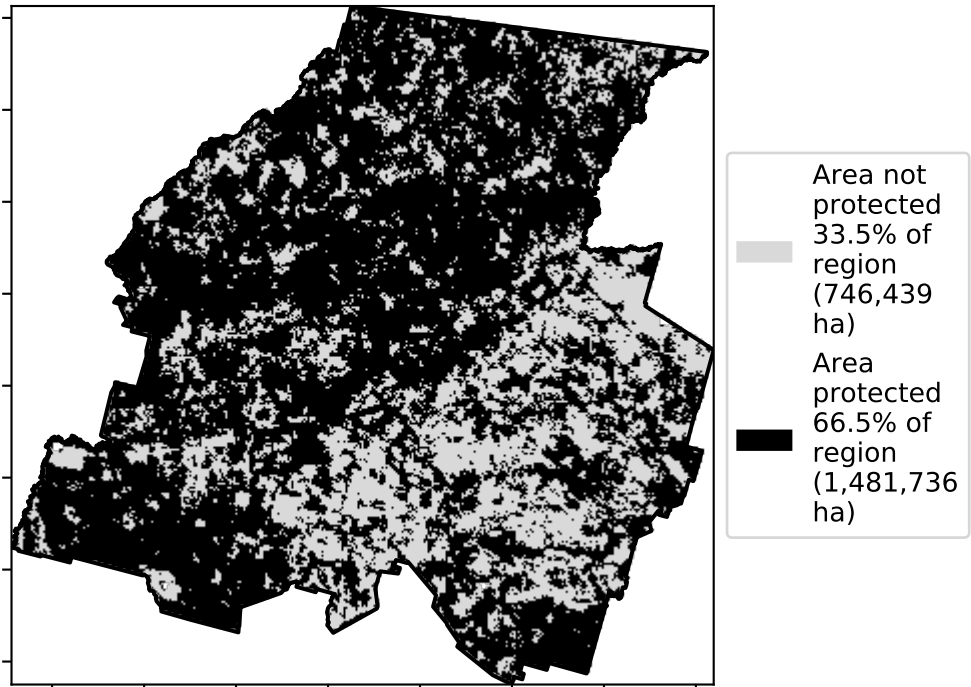 Area not
protected
33.5% of
region
(746,439
ha)
Area
protected
66.5% of
region
(1,481,736
ha)